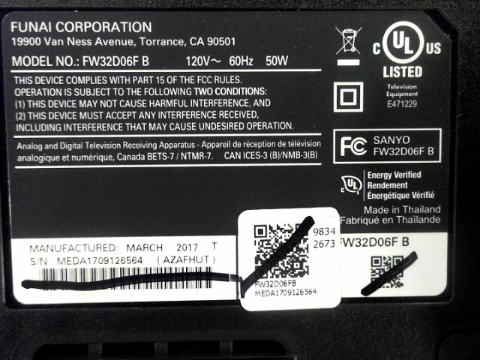 FUNAI CORPORATION
19900 Van Ness Avenue, Torrance, CA 90501
MODEL NO.: FW32D06F B 120V~ 60Hz 50W
THIS DEVICE COMPLIES WITH PART 15 OF THE FCC RULES.
OPERATION IS SUBJECT TO THE FOLLOWING TWO CONDITIONS:
(1) THIS DEVICE MAY NOT CAUSE HARMFUL INTERFERENCE, AND
(2) THIS DEVICE MUST ACCEPT ANY INTERFERENCE RECEIVED,
INCLUDING INTERFERENCE THAT MAY CAUSE UNDESIRED OPERATION.
Analog and Digital Television Receiving Apparatus - Appareil de réception de télévision
analogique et numérique, Canada BETS-7 / NTMR-7. CAN ICES-3 (B)/NMB-3(B)
C UL US
LISTED
Television
Equipment
E471229
FC SANYO
FW32D06F B
UL Energy Verified
Rendement
Énergétique Vérifié
Made in Thailand
Fabriqué en Thaïlande
MANUFACTURED: MARCH 2017 T
S/N MEDA1709126564 (AZAFHUT)
9834
2673
FW32D06FB
MEDA1709126564
FW32D06F B